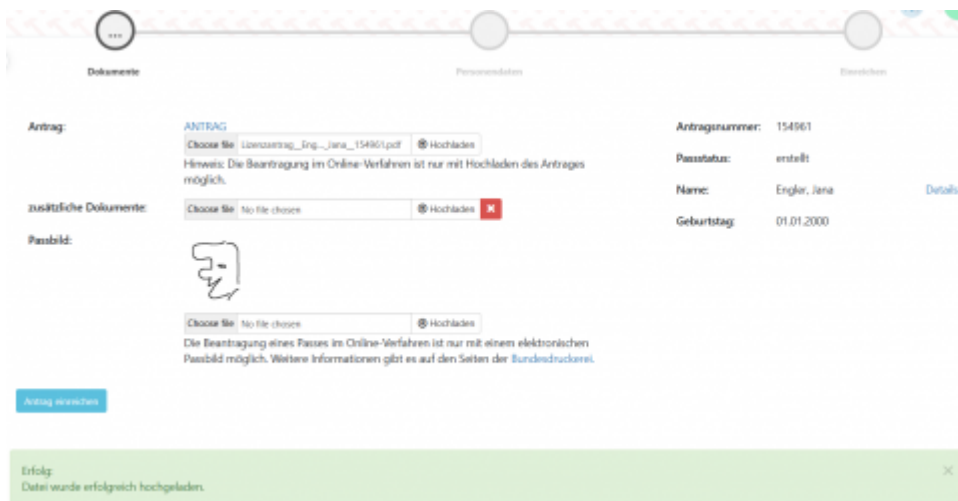 ...
Dokumente
Personendaten
Einreichen
Antrag:
ANTRAG
Choose file Lizenzantrag__Eng..._Jana__154961.pdf Hochladen
Hinweis: Die Beantragung im Online-Verfahren ist nur mit Hochladen des Antrages
möglich.
zusätzliche Dokumente:
Choose file No file chosen Hochladen
Passbild:
Choose file No file chosen Hochladen
Die Beantragung eines Passes im Online-Verfahren ist nur mit einem elektronischen
Passbild möglich. Weitere Informationen gibt es auf den Seiten der Bundesdruckerei.
Antragsnummer: 154961
Passstatus: erstellt
Name: Engler, Jana Details
Geburtstag: 01.01.2000
Antrag einreichen
Erfolg:
Datei wurde erfolgreich hochgeladen.